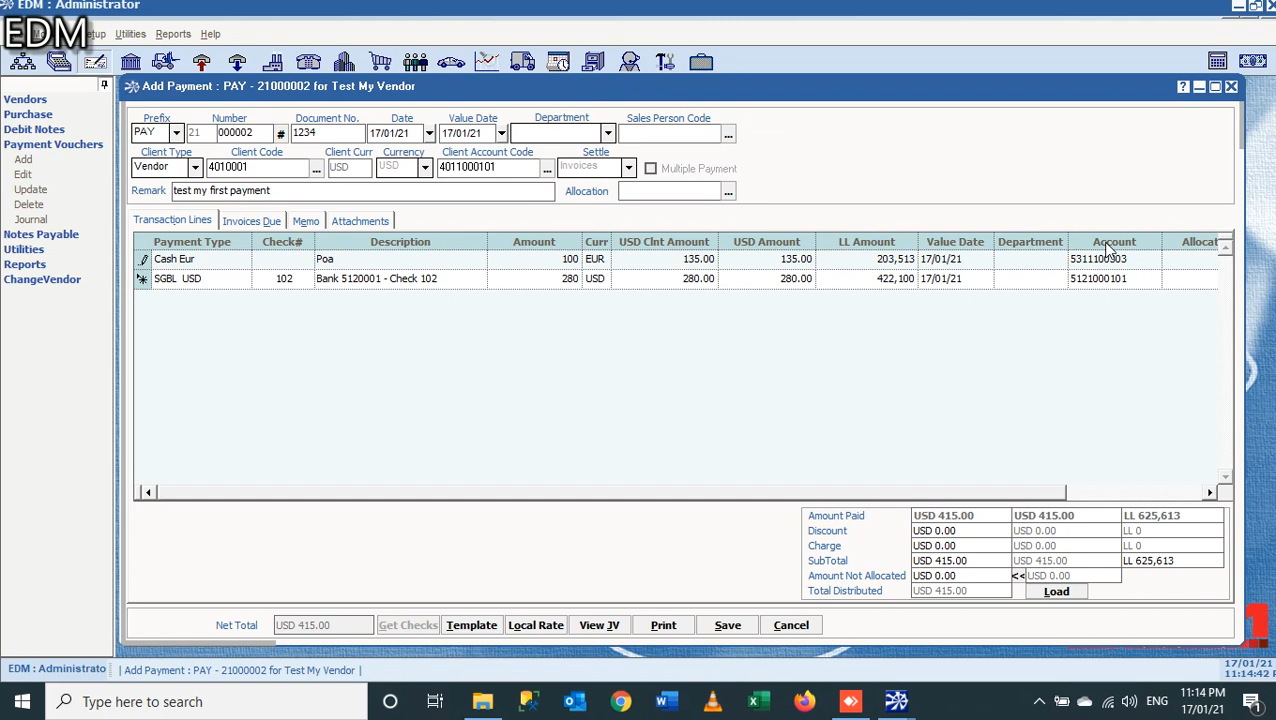 EDM : Administrator
EDM
Setup Utilities Reports Help
Add Payment : PAY - 21000002 for Test My Vendor
Vendors
Purchase
Debit Notes
Payment Vouchers
Add
Edit
Update
Delete
Journal
Notes Payable
Utilities
Reports
ChangeVendor
Prefix Number Document No. Date Value Date Department Sales Person Code
PAY 21 000002 # 1234 17/01/21 17/01/21
Client Type Client Code Client Curr Currency Client Amount Code Settle
Vendor 4010001 USD USD 4011000101 Invoices Multiple Payment
Remark test my first payment Allocation
Transaction Lines Invoices Due Memo Attachments
Payment Type Check# Description Amount Curr Amount USD Amount LL Amount Value Date Department Amount Allocat
Cash Eur Poa 100 EUR 135.00 135.00 203,513 17/01/21 5311100303
SGBL USD 102 Bank 5120001 - Check 102 280 USD 280.00 280.00 422,100 17/01/21 5121000101
Amount Paid USD 415.00 USD 415.00 LL 625,613
Discount USD 0.00 USD 0.00 LL 0
Charge USD 0.00 USD 0.00 LL 0
SubTotal USD 415.00 USD 415.00 LL 625,613
Amount Not Allocated USD 0.00 << USD 0.00
Total Distributed USD 415.00 Load
Net Total USD 415.00 Get Checks Template Local Rate View JV Print Save Cancel
EDM : Administrato | Add Payment : PAY - 21000002 for Test My Vendor | 17/01/21
11:14:42 PM
Type here to search ENG 11:14 PM
17/01/21